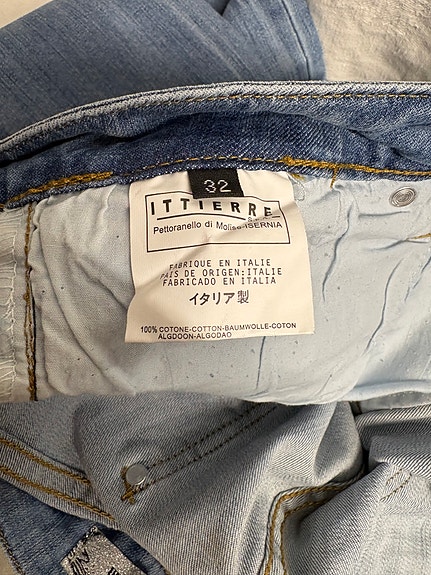 32
ITTIERRE
S.P.A.
Pettoranello di Molise-ISERNIA
FABRIQUE EN ITALIE
PAIS DE ORIGEN:ITALIE
FABRICADO EN ITALIA
イタリア製
100% COTONE-COTTON-BAUMWOLLE-COTON
ALGDOON-ALGODAO